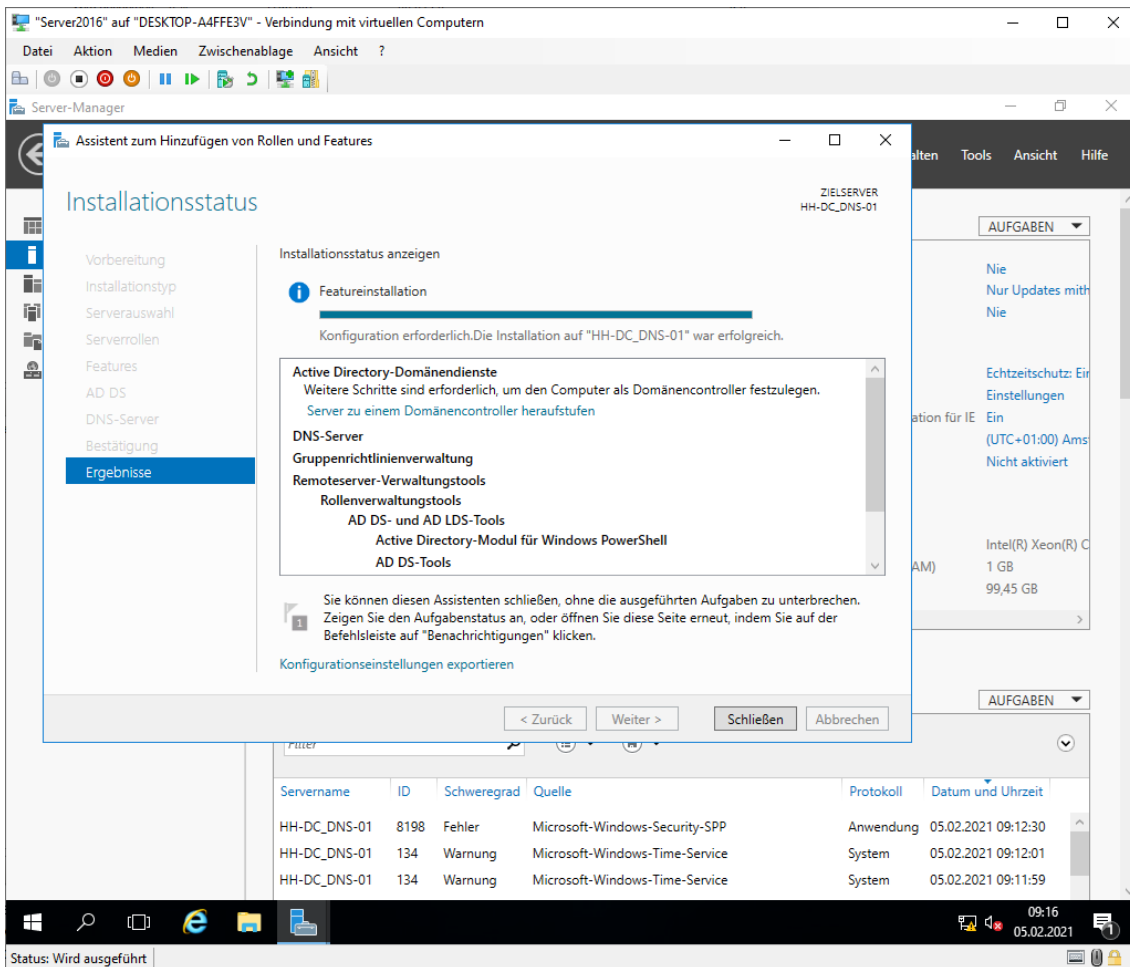 "Server2016" auf "DESKTOP-A4FFE3V" - Verbindung mit virtuellen Computern
Datei Aktion Medien Zwischenablage Ansicht ?
Server-Manager
Assistent zum Hinzufügen von Rollen und Features
alten Tools Ansicht Hilfe
Installationsstatus
ZIELSERVER
HH-DC_DNS-01
Vorbereitung
Installationstyp
Serverauswahl
Serverrollen
Features
AD DS
DNS-Server
Bestätigung
Ergebnisse
Installationsstatus anzeigen
Featureinstallation
Konfiguration erforderlich.Die Installation auf "HH-DC_DNS-01" war erfolgreich.
Active Directory-Domänendienste
Weitere Schritte sind erforderlich, um den Computer als Domänencontroller festzulegen.
Server zu einem Domänencontroller heraufstufen
DNS-Server
Gruppenrichtlinienverwaltung
Remoteserver-Verwaltungstools
Rollenverwaltungstools
AD DS- und AD LDS-Tools
Active Directory-Modul für Windows PowerShell
AD DS-Tools
1
Sie können diesen Assistenten schließen, ohne die ausgeführten Aufgaben zu unterbrechen.
Zeigen Sie den Aufgabenstatus an, oder öffnen Sie diese Seite erneut, indem Sie auf der
Befehlsleiste auf "Benachrichtigungen" klicken.
Konfigurationseinstellungen exportieren
< Zurück Weiter > Schließen Abbrechen
AUFGABEN
Nie
Nur Updates mith
Nie
Echtzeitschutz: Ein
Einstellungen
ation für IE Ein
(UTC+01:00) Ams
Nicht aktiviert
Intel(R) Xeon(R) C
AM) 1 GB
99,45 GB
AUFGABEN
Filter
Servername ID Schweregrad Quelle Protokoll Datum und Uhrzeit
HH-DC_DNS-01 8198 Fehler Microsoft-Windows-Security-SPP Anwendung 05.02.2021 09:12:30
HH-DC_DNS-01 134 Warnung Microsoft-Windows-Time-Service System 05.02.2021 09:12:01
HH-DC_DNS-01 134 Warnung Microsoft-Windows-Time-Service System 05.02.2021 09:11:59
09:16
05.02.2021
1
Status: Wird ausgeführt